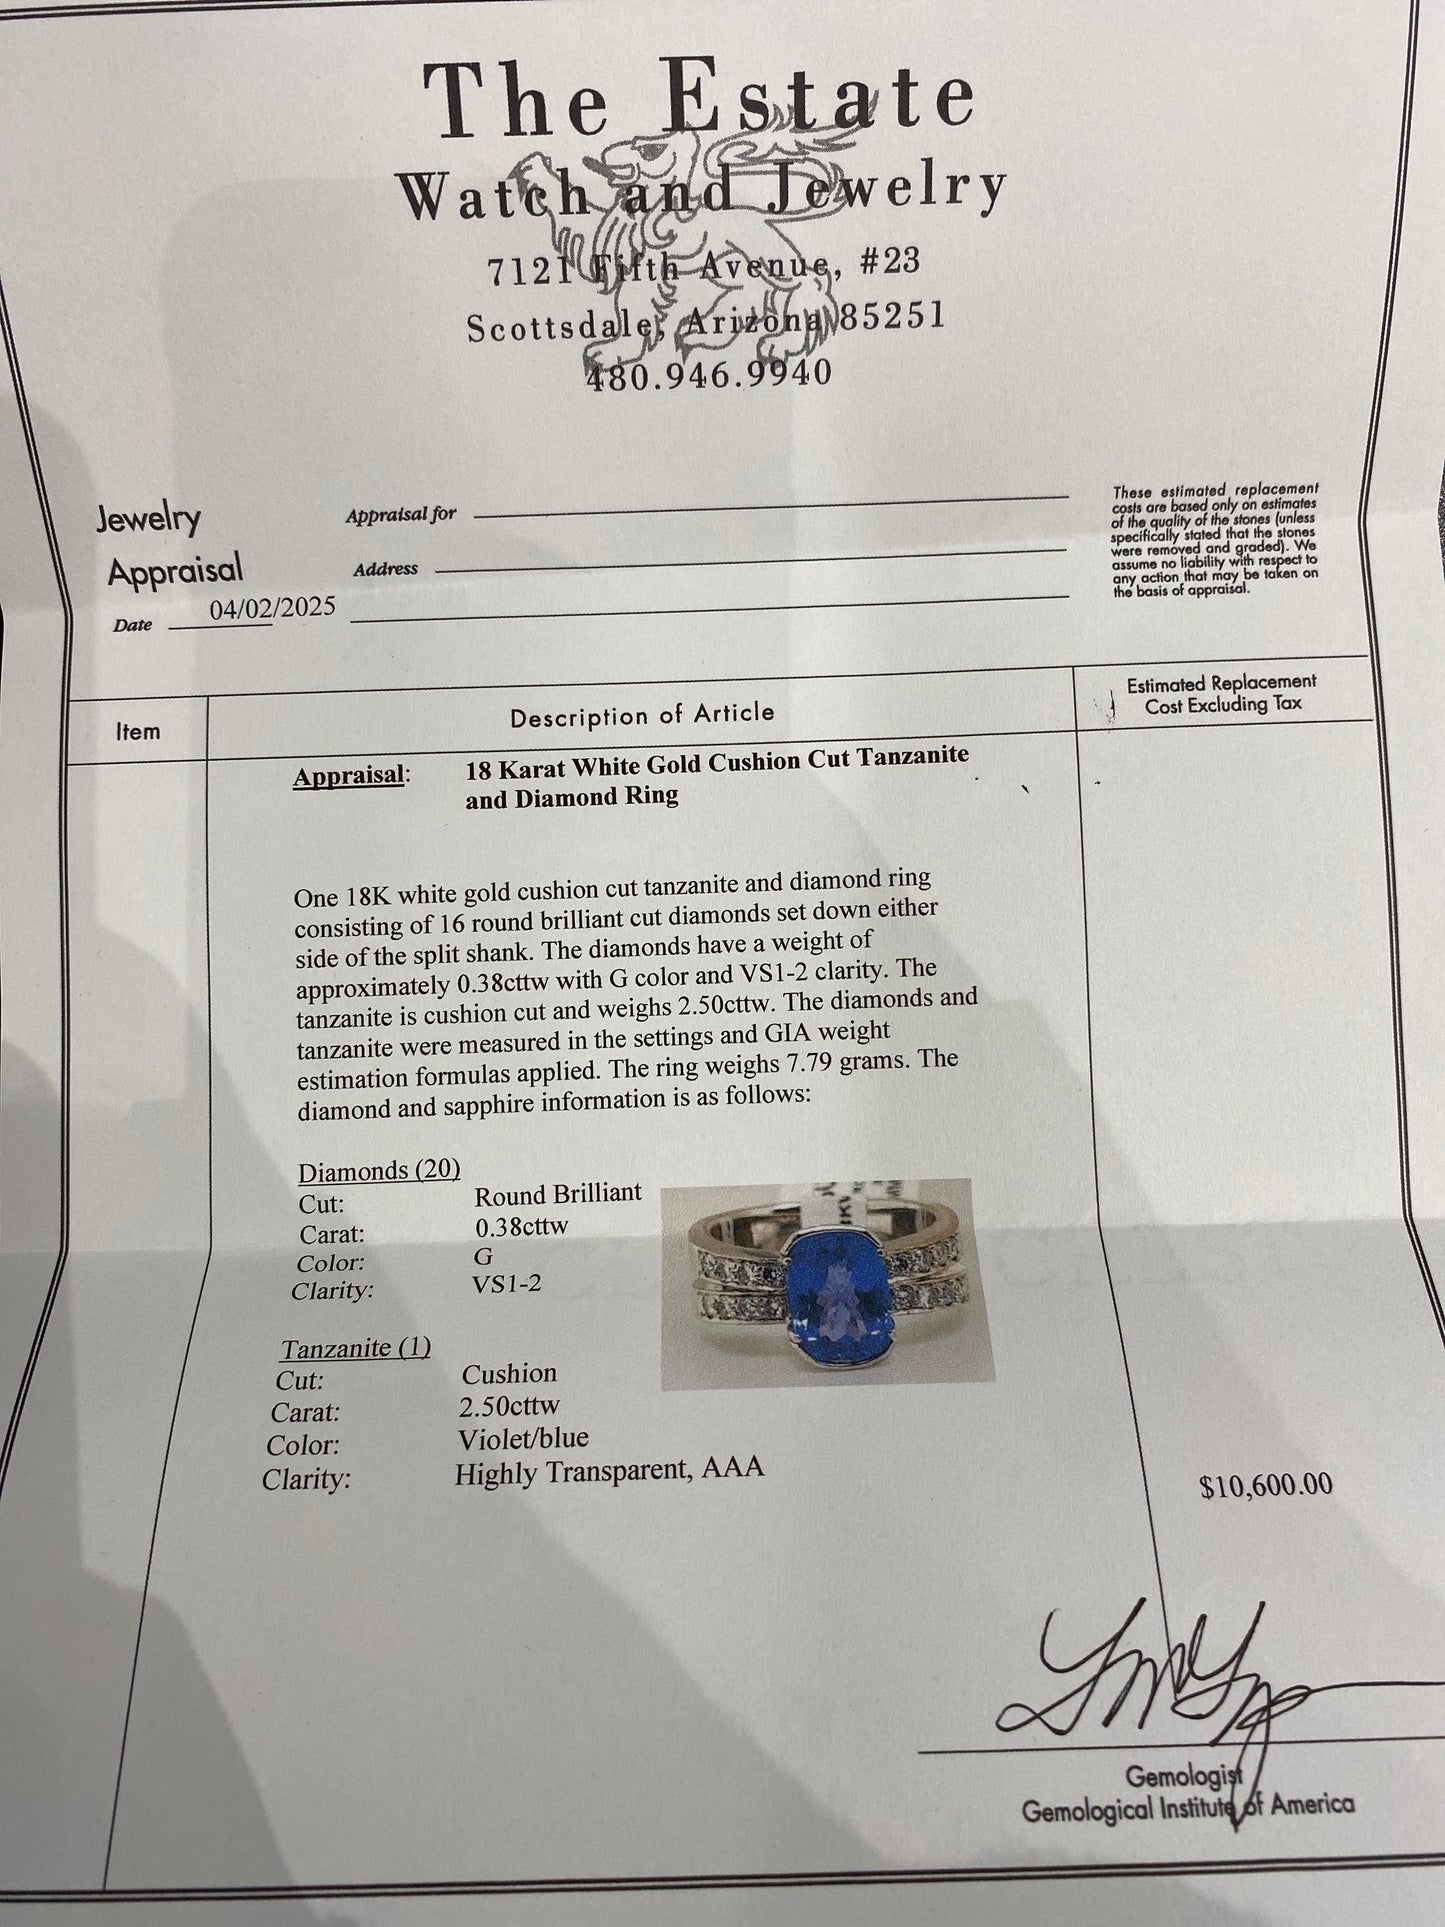 The Estate
Watch and Jewelry
7121 Fifth Avenue, #23
Scottsdale, Arizona 85251
480.946.9940
Jewelry
Appraisal
Date 04/02/2025
Appraisal for
Address
These estimated replacement
costs are based only on estimates
of the quality of the stones (unless
specifically stated that the stones
were removed and graded). We
assume no liability with respect to
any action that may be taken on
the basis of appraisal.
Item
Description of Article
Estimated Replacement
Cost Excluding Tax
Appraisal: 18 Karat White Gold Cushion Cut Tanzanite
and Diamond Ring
One 18K white gold cushion cut tanzanite and diamond ring
consisting of 16 round brilliant cut diamonds set down either
side of the split shank. The diamonds have a weight of
approximately 0.38cttw with G color and VS1-2 clarity. The
tanzanite is cushion cut and weighs 2.50cttw. The diamonds and
tanzanite were measured in the settings and GIA weight
estimation formulas applied. The ring weighs 7.79 grams. The
diamond and sapphire information is as follows:
Diamonds (20)
Cut: Round Brilliant
Carat: 0.38cttw
Color: G
Clarity: VS1-2
Tanzanite (1)
Cut: Cushion
Carat: 2.50cttw
Color: Violet/blue
Clarity: Highly Transparent, AAA
$10,600.00
Gemologist
Gemological Institute of America